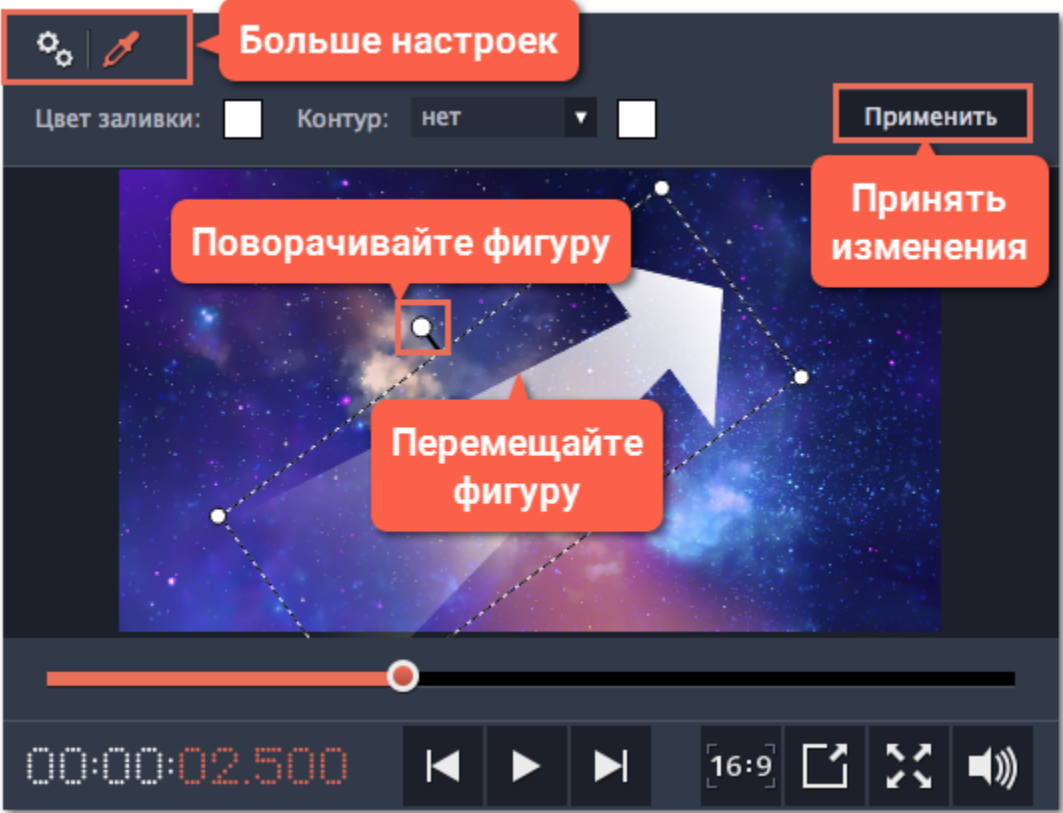 Больше настроек
Цвет заливки:
Контур:
нет
Применить
Принять
изменения
Поворачивайте фигуру
Перемещайте
фигуру
00:00:02.500
16:9